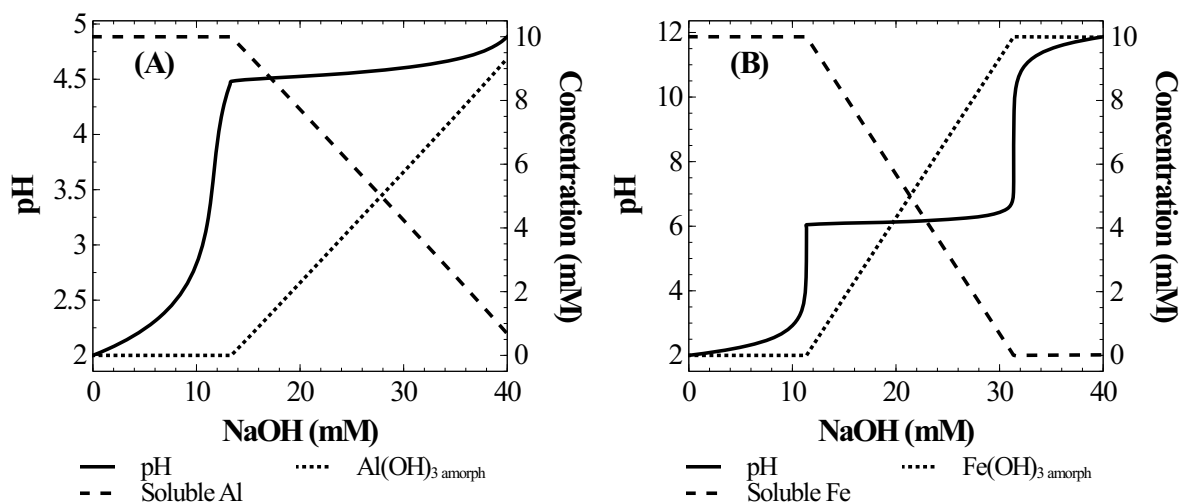 (A)
5
4.5
4
3.5
3
2.5
2
pH
10
8
6
4
2
0
Concentration (mM)
0 10 20 30 40
NaOH (mM)
pH
Al(OH)3 amorph
Soluble Al
(B)
12
10
8
6
4
2
pH
10
8
6
4
2
0
Concentration (mM)
0 10 20 30 40
NaOH (mM)
pH
Fe(OH)3 amorph
Soluble Fe